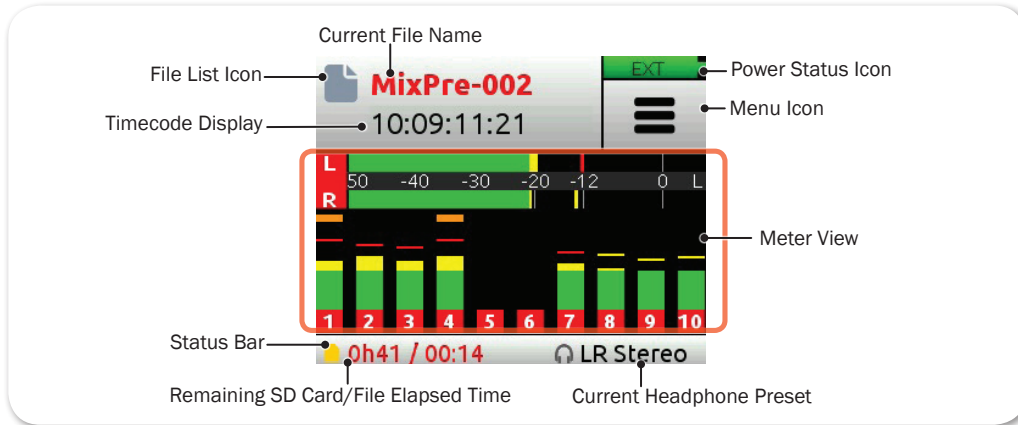 Current File Name
File List Icon
MixPre-002
EXT
Power Status Icon
Menu Icon
Timecode Display
10:09:11:21
L
50 -40 -30 -20 -12 0 L
R
Meter View
1 2 3 4 5 6 7 8 9 10
Status Bar
0h41 / 00:14
LR Stereo
Remaining SD Card/File Elapsed Time
Current Headphone Preset